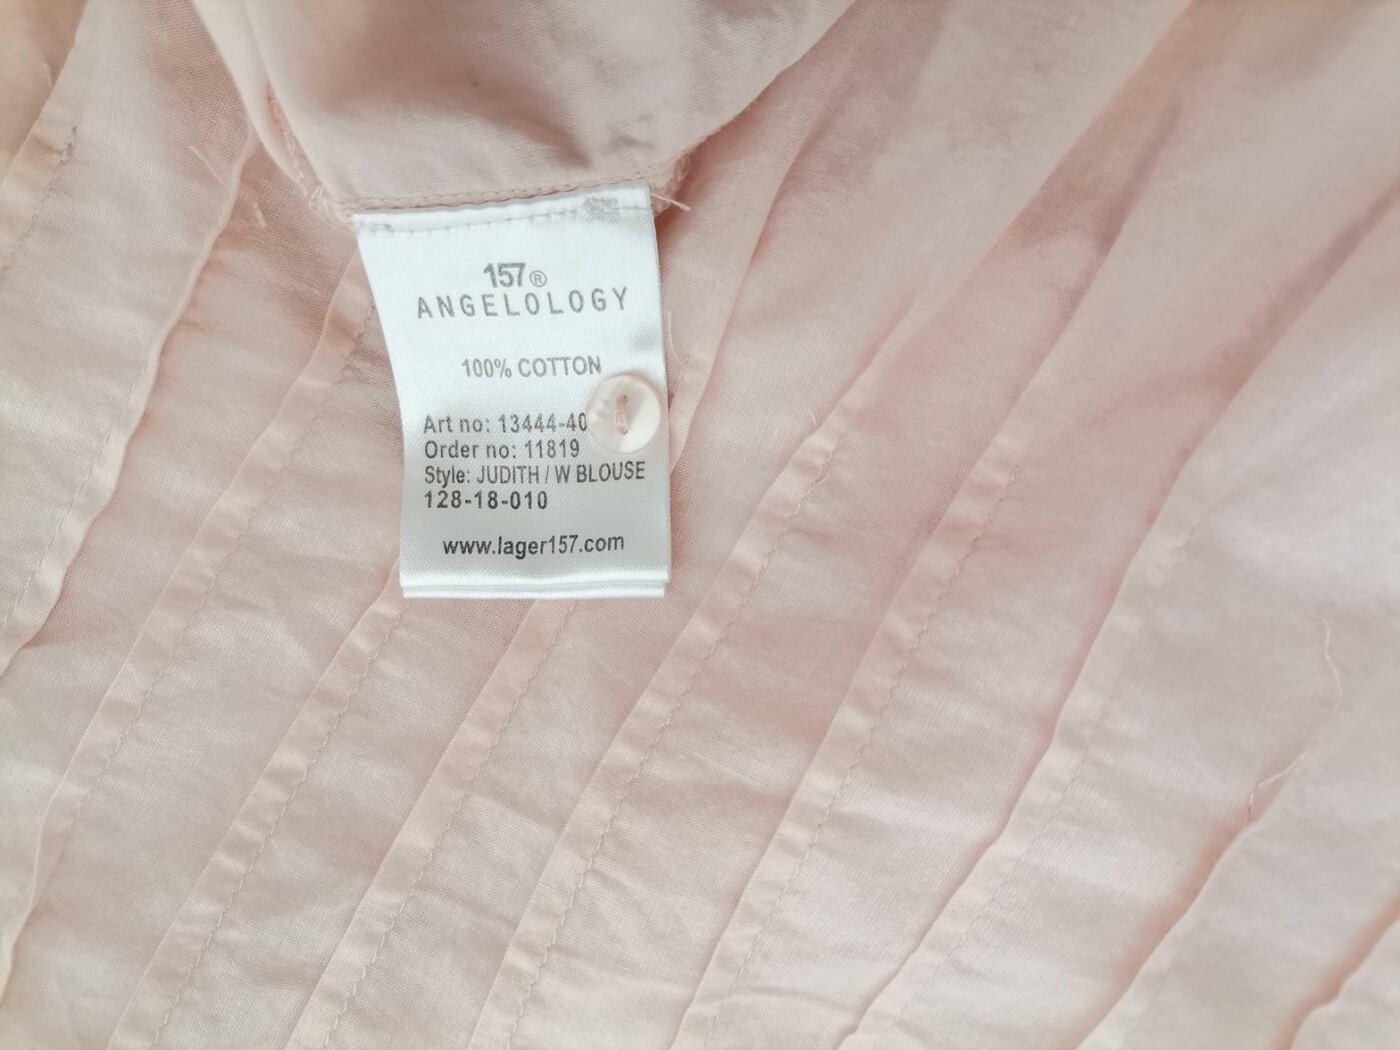 157®
ANGELOLOGY
100% COTTON
Art no: 13444-40
Order no: 11819
Style: JUDITH / W BLOUSE
128-18-010
www.lager157.com